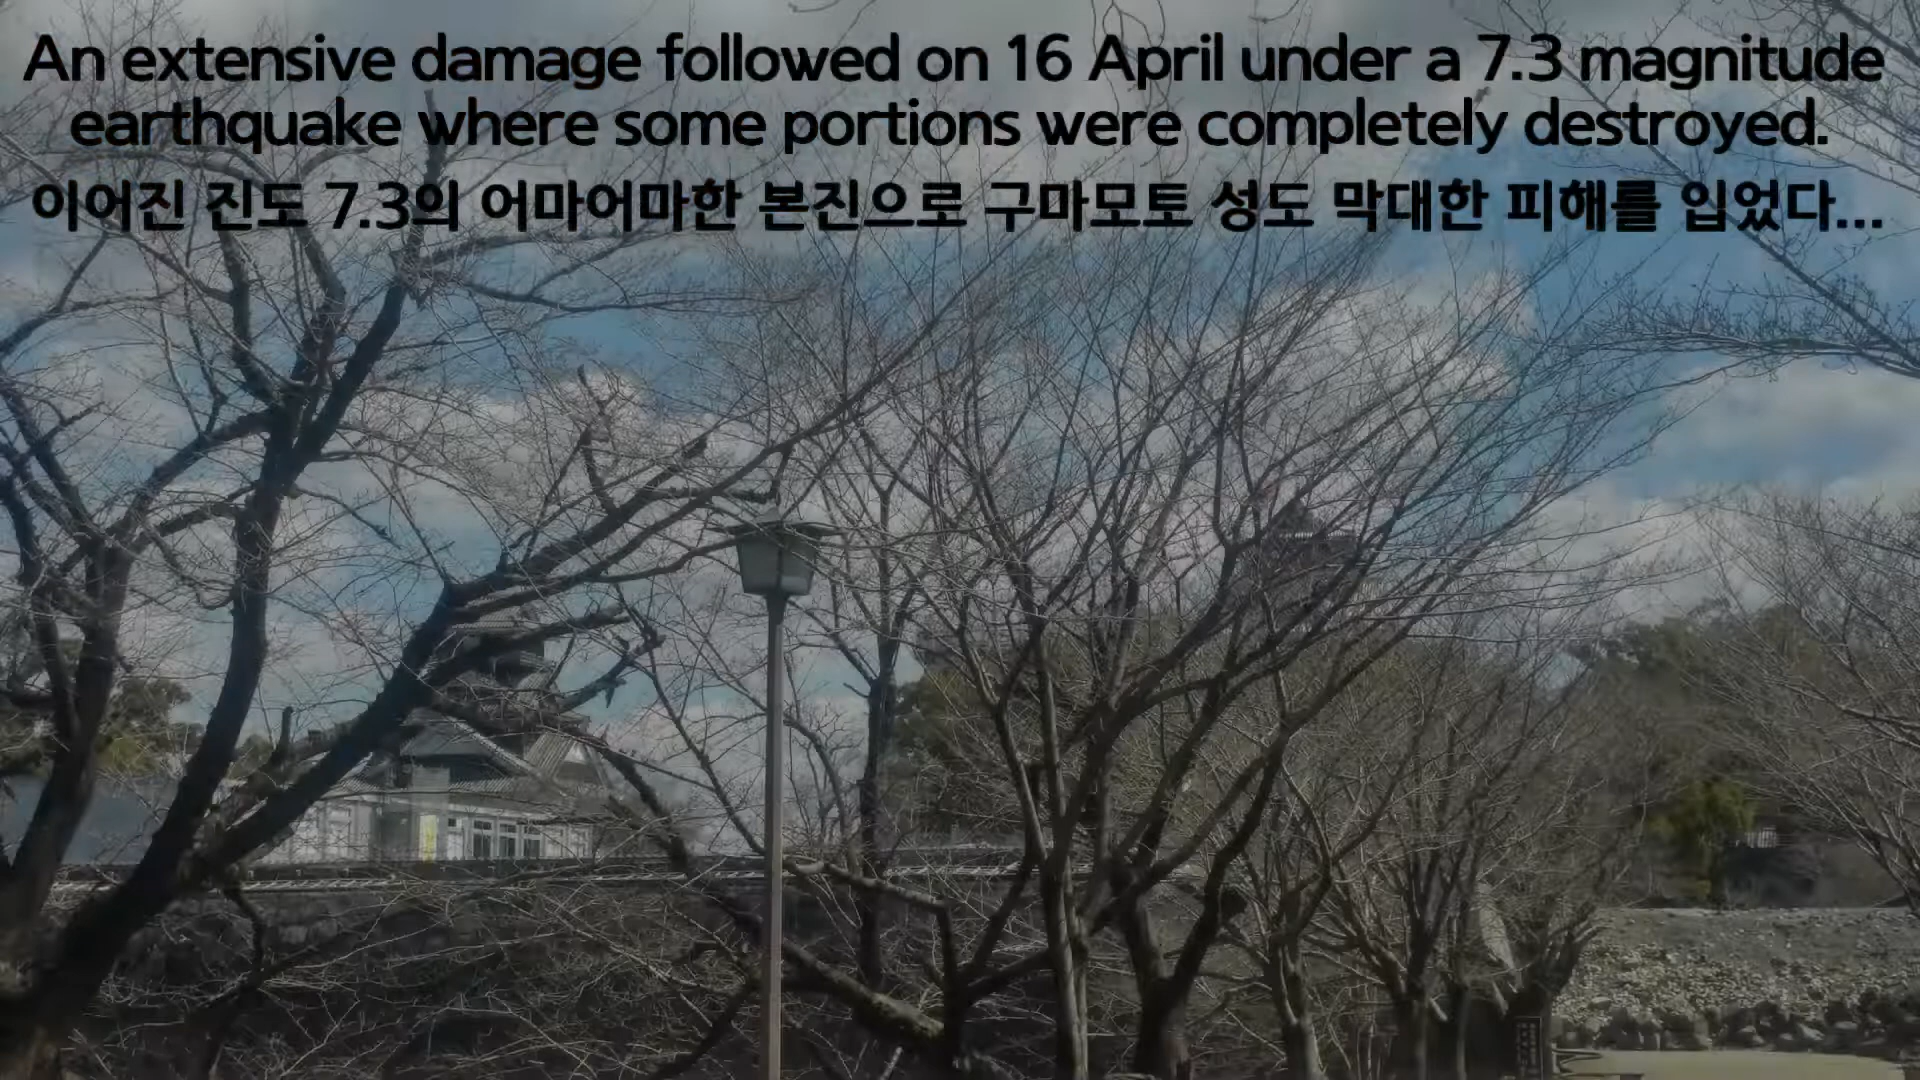 An extensive damage followed on 16 April under a 7.3 magnitude
earthquake where some portions were completely destroyed.
이어진 진도 7.3의 어마어마한 본진으로 구마모토 성도 막대한 피해를 입었다...